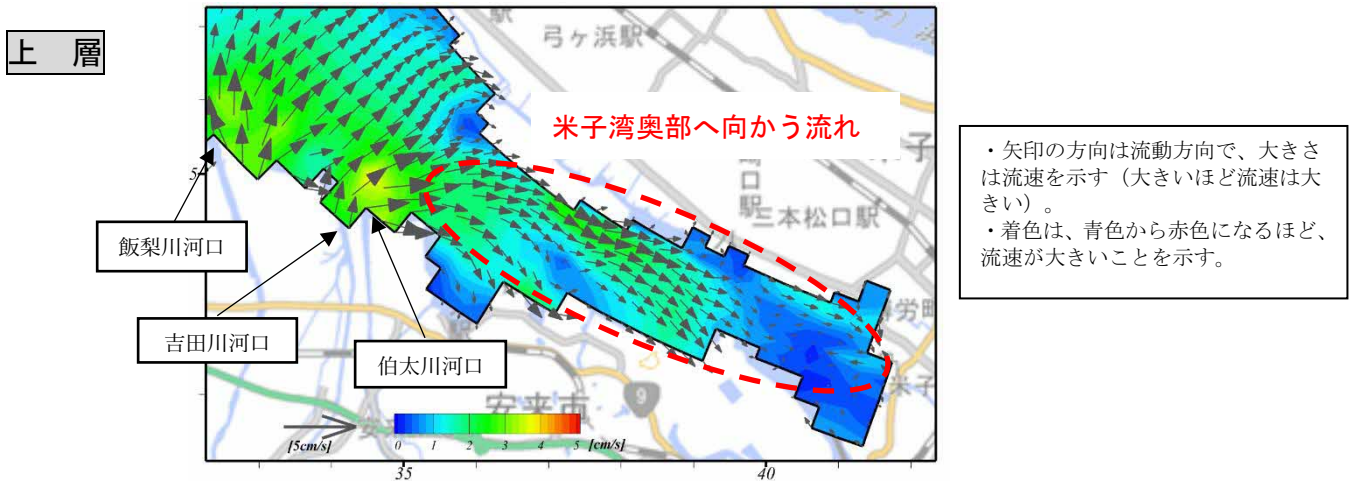 上 層
弓ヶ浜駅
米子湾奥部へ向かう流れ
・矢印の方向は流動方向で、大きさ
は流速を示す（大きいほど流速は大
きい）。
・着色は、青色から赤色になるほど、
流速が大きいことを示す。
5
三本松口駅
飯梨川河口
吉田川河口
伯太川河口
安来市
9
米子
[5cm/s]
0 1 2 3 4 5 [cm/s]
35 40